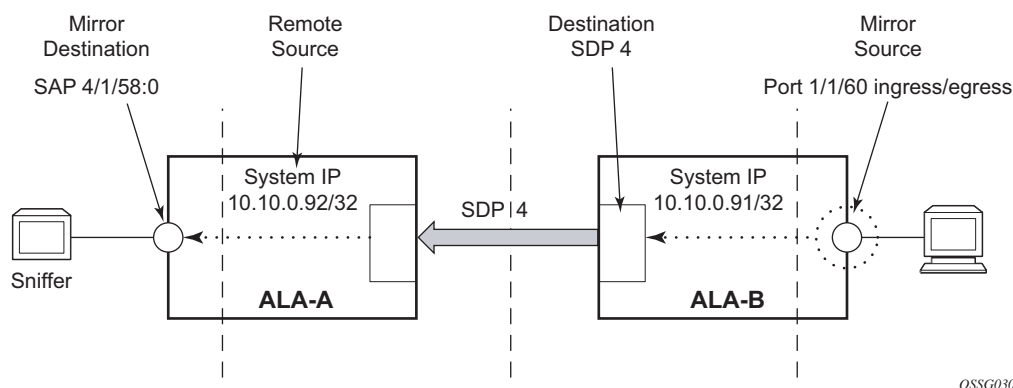 Mirror
Destination
SAP 4/1/58:0
Remote
Source
Destination
SDP 4
Mirror
Source
Port 1/1/60 ingress/egress
System IP
10.10.0.92/32
ALA-A
SDP 4
System IP
10.10.0.91/32
ALA-B
Sniffer
OSSG030